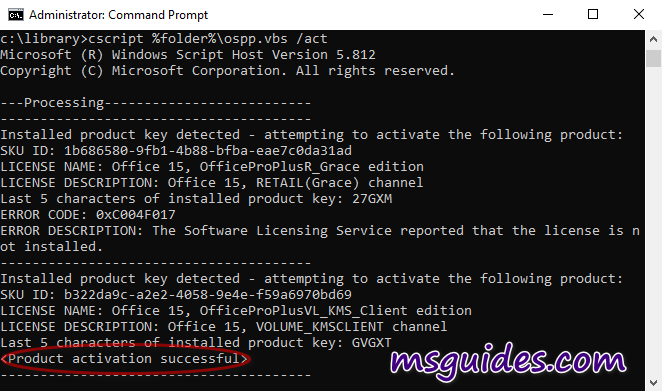 Administrator: Command Prompt
c:\library>cscript %folder%\ospp.vbs /act
Microsoft (R) Windows Script Host Version 5.812
Copyright (C) Microsoft Corporation. All rights reserved.
---Processing--------------------------
---------------------------------------
Installed product key detected - attempting to activate the following product:
SKU ID: 1b686580-9fb1-4b88-bfba-eae7c0da31ad
LICENSE NAME: Office 15, OfficeProPlusR_Grace edition
LICENSE DESCRIPTION: Office 15, RETAIL(Grace) channel
Last 5 characters of installed product key: 27GXM
ERROR CODE: 0xC004F017
ERROR DESCRIPTION: The Software Licensing Service reported that the license is n
ot installed.
---------------------------------------
Installed product key detected - attempting to activate the following product:
SKU ID: b322da9c-a2e2-4058-9e4e-f59a6970bd69
LICENSE NAME: Office 15, OfficeProPlusVL_KMS_Client edition
LICENSE DESCRIPTION: Office 15, VOLUME_KMSCLIENT channel
Last 5 characters of installed product key: GVGXT
<Product activation successful>
---------------------------------------
msguides.com